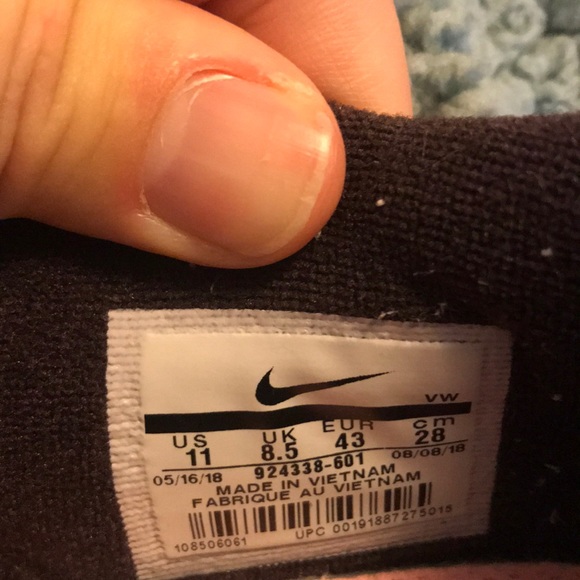 VW
US UK EUR cm
11 8.5 43 28
924338-601
05/16/18 08/08/18
MADE IN VIETNAM
FABRIQUE AU VIETNAM
108506061 UPC 00191887275015